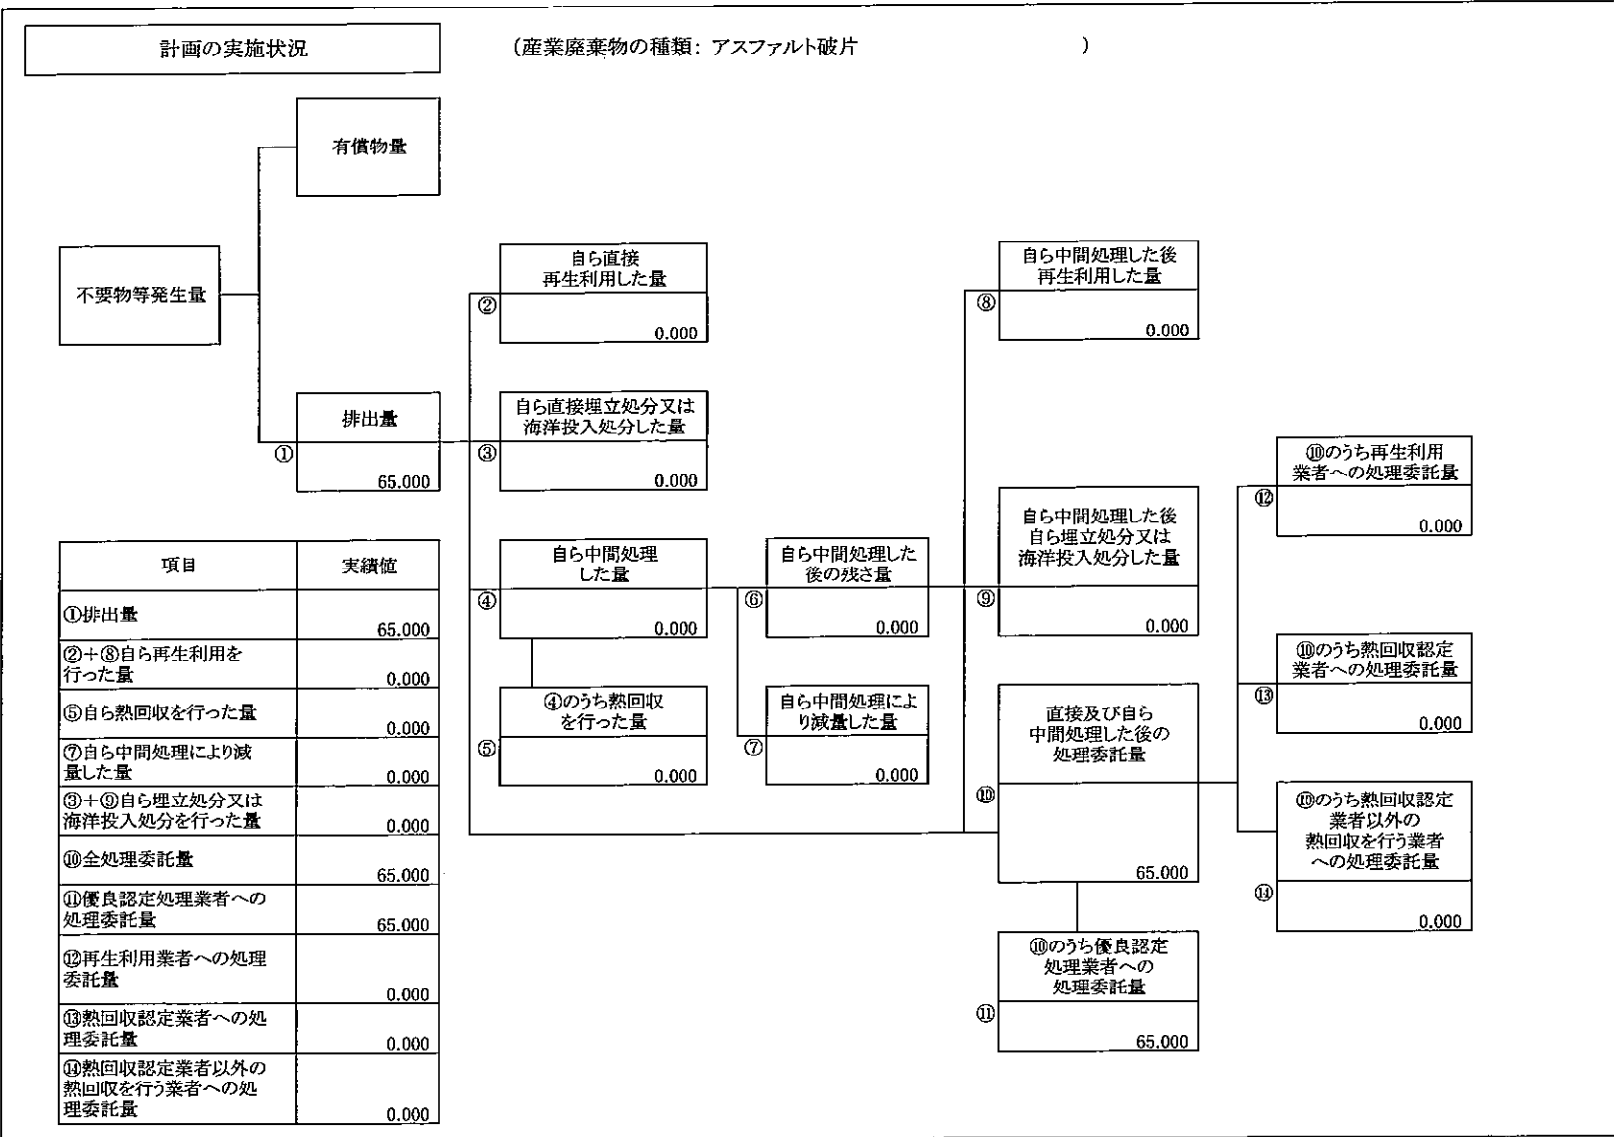 計画の実施状況
(産業廃棄物の種類: アスファルト破片 )
有償物量
不要物等発生量
排出量
①
65.000
自ら直接
再生利用した量
②
0.000
自ら直接埋立処分又は
海洋投入処分した量
③
0.000
自ら中間処理
した量
④
0.000
④のうち熱回収
を行った量
⑤
0.000
自ら中間処理した
後の残さ量
⑥
0.000
自ら中間処理によ
り減量した量
⑦
0.000
自ら中間処理した後
再生利用した量
⑧
0.000
自ら中間処理した後
自ら埋立処分又は
海洋投入処分した量
⑨
0.000
直接及び自ら
中間処理した後の
処理委託量
⑩
65.000
⑩のうち優良認定
処理業者への
処理委託量
⑪
65.000
⑩のうち再生利用
業者への処理委託量
⑫
0.000
⑩のうち熱回収認定
業者への処理委託量
⑬
0.000
⑩のうち熱回収認定
業者以外の
熱回収を行う業者
への処理委託量
⑭
0.000
項目 実績値
①排出量
65.000
②+⑧自ら再生利用を
行った量
0.000
⑤自ら熱回収を行った量
0.000
⑦自ら中間処理により減
量した量
0.000
③+⑨自ら埋立処分又は
海洋投入処分を行った量
0.000
⑩全処理委託量
65.000
⑪優良認定処理業者への
処理委託量
65.000
⑫再生利用業者への処理
委託量
0.000
⑬熱回収認定業者への処
理委託量
0.000
⑭熱回収認定業者以外の
熱回収を行う業者への処
理委託量
0.000